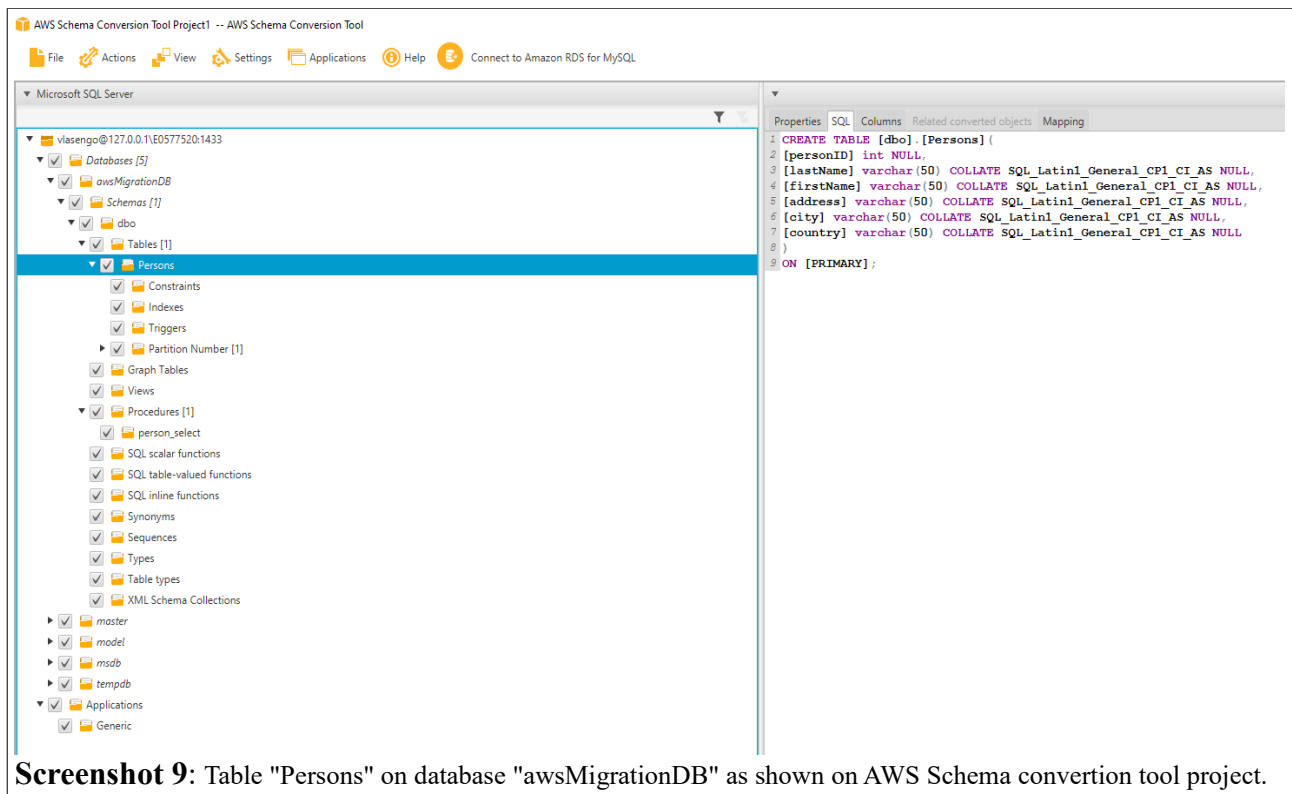 AWS Schema Conversion Tool Project1 -- AWS Schema Conversion Tool
File Actions View Settings Applications Help Connect to Amazon RDS for MySQL
Microsoft SQL Server
vlasengo@127.0.0.1\E0577520:1433
Databases [5]
awsMigrationDB
Schemas [1]
dbo
Tables [1]
Persons
Constraints
Indexes
Triggers
Partition Number [1]
Graph Tables
Views
Procedures [1]
person_select
SQL scalar functions
SQL table-valued functions
SQL inline functions
Synonyms
Sequences
Types
Table types
XML Schema Collections
master
model
msdb
tempdb
Applications
Generic
Properties SQL Columns Related converted objects Mapping
1 CREATE TABLE [dbo].[Persons](
2 [personID] int NULL,
3 [lastName] varchar(50) COLLATE SQL_Latin1_General_CP1_CI_AS NULL,
4 [firstName] varchar(50) COLLATE SQL_Latin1_General_CP1_CI_AS NULL,
5 [address] varchar(50) COLLATE SQL_Latin1_General_CP1_CI_AS NULL,
6 [city] varchar(50) COLLATE SQL_Latin1_General_CP1_CI_AS NULL,
7 [country] varchar(50) COLLATE SQL_Latin1_General_CP1_CI_AS NULL
8 )
9 ON [PRIMARY];
Screenshot 9: Table "Persons" on database "awsMigrationDB" as shown on AWS Schema convertion tool project.